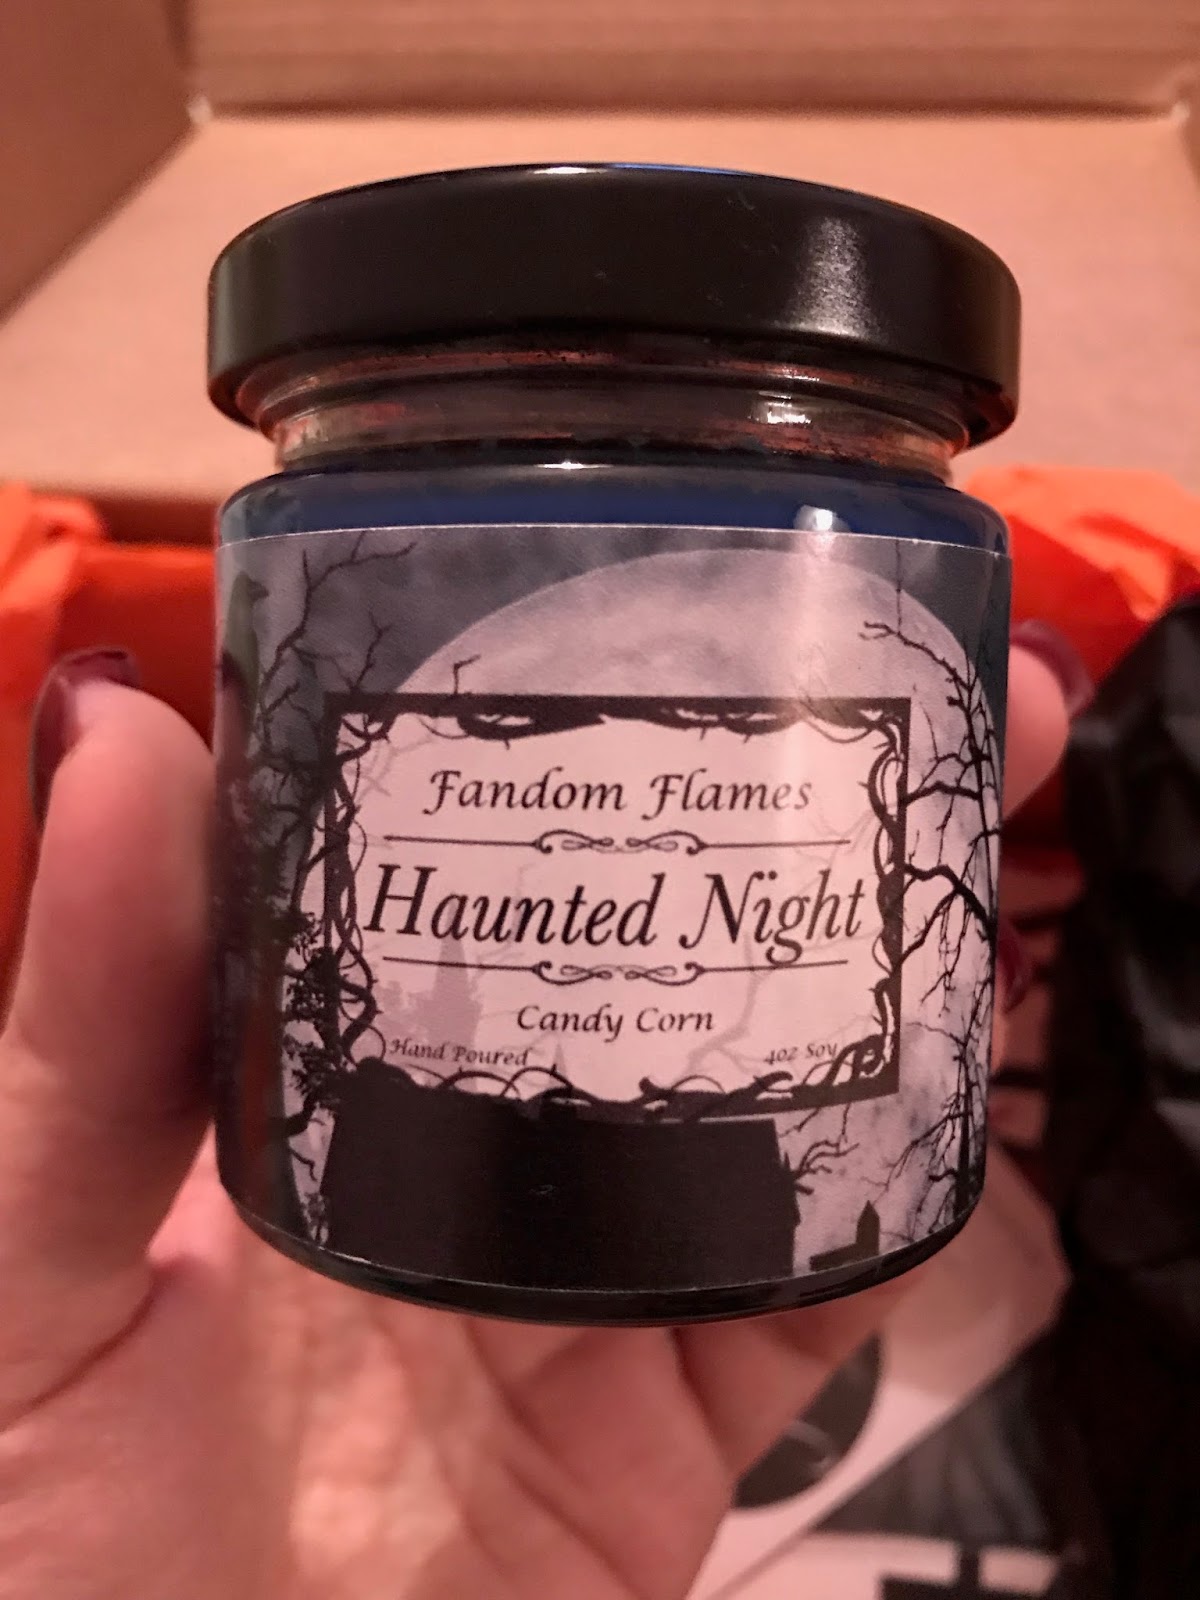 Fandom Flames
Haunted Night
Candy Corn
Hand Poured
4oz Soy